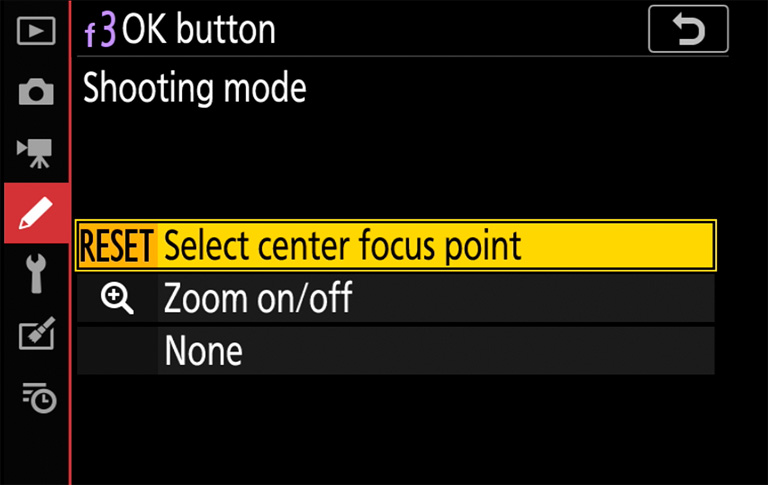 f3 OK button
Shooting mode
RESET Select center focus point
Zoom on/off
None